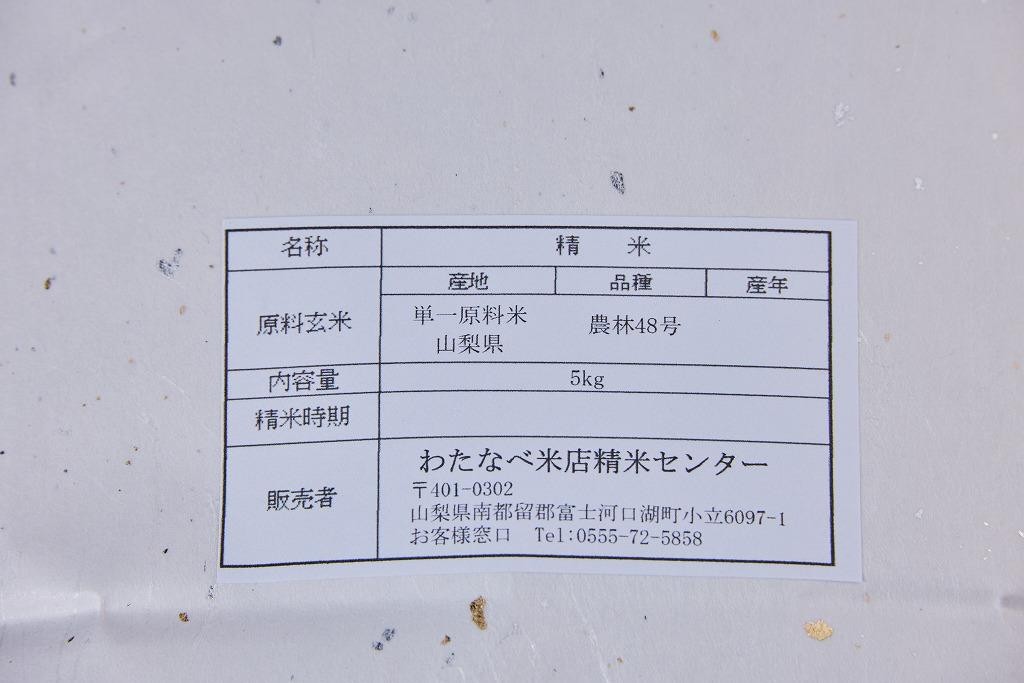 名称 精 米
原料玄米
産地 品種 産年
単一原料米 農林48号
山梨県
内容量 5kg
精米時期
販売者
わたなべ米店精米センター
〒401-0302
山梨県南都留郡富士河口湖町小立6097-1
お客様窓口 Tel:0555-72-5858